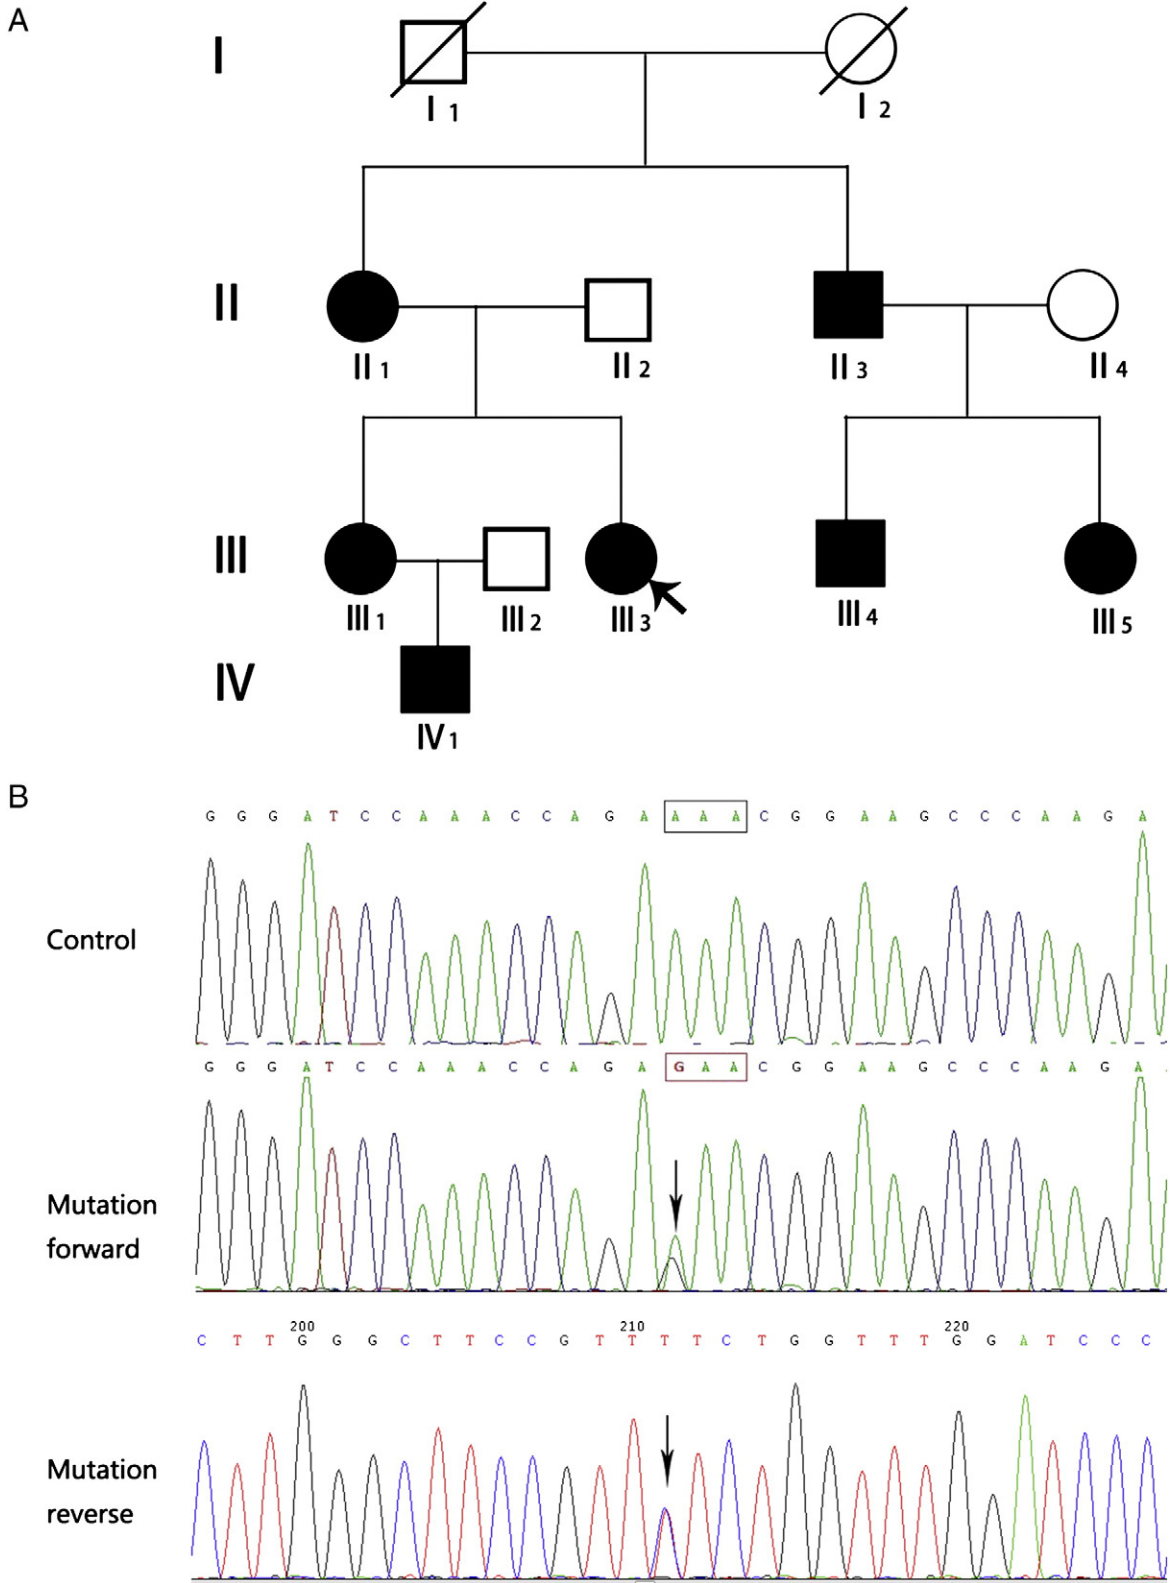 A
I
I 1
I 2
II
II 1
II 2
II 3
II 4
III
III 1
III 2
III 3
III 4
III 5
IV
IV 1
B
G G G A T C C A A A C C A G A A A A C G G A A G C C C A A G A
Control
G G G A T C C A A A C C A G A G A A C G G A A G C C C A A G A
Mutation
forward
200 210 220
C T T G G G C T T C C G T T T T C T G G T T T G G A T C C C
Mutation
reverse